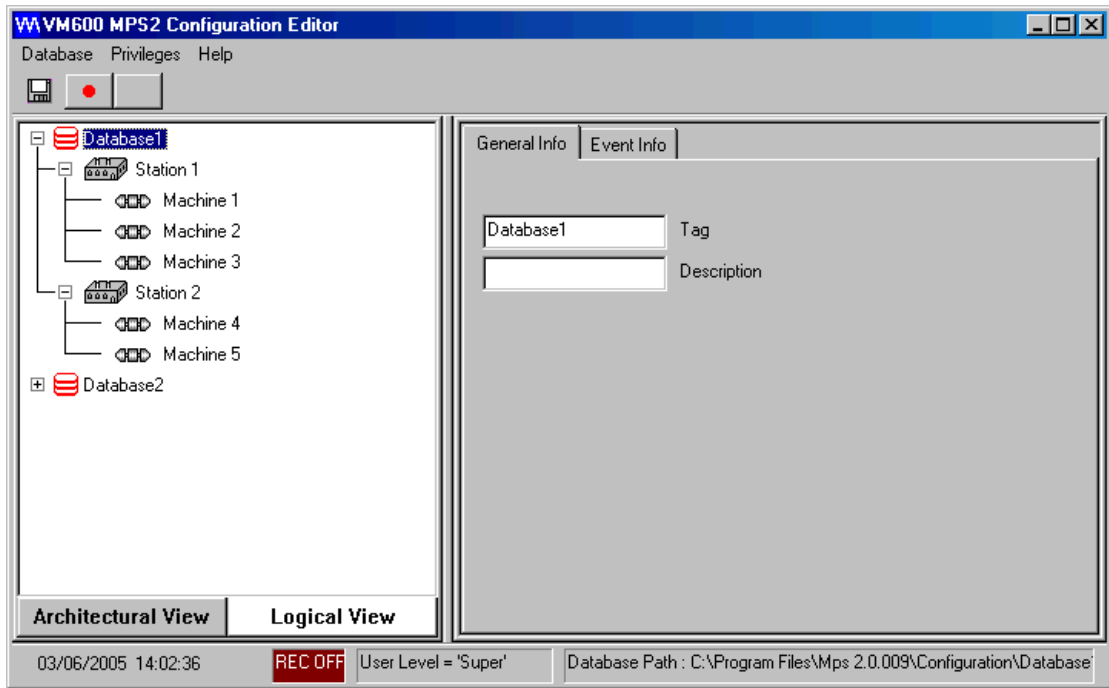 VM600 MPS2 Configuration Editor
Database Privileges Help
Database1
Station 1
Machine 1
Machine 2
Machine 3
Station 2
Machine 4
Machine 5
Database2
Architectural View Logical View
General Info Event Info
Database1 Tag
Description
03/06/2005 14:02:36 REC OFF User Level = 'Super' Database Path : C:\Program Files\Mps 2.0.009\Configuration\Database